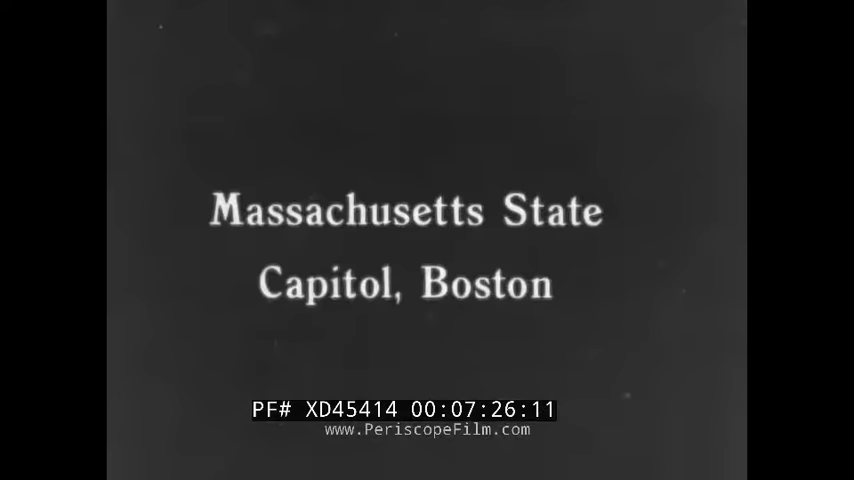 Massachusetts State
Capitol, Boston
PF# XD45414 00:07:26:11
www.PeriscopeFilm.com